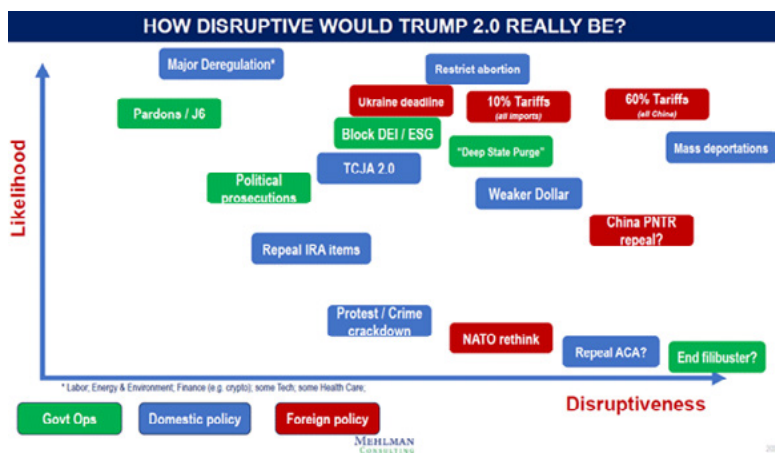 HOW DISRUPTIVE WOULD TRUMP 2.0 REALLY BE?
Major Deregulation*
Restrict abortion
Pardons / J6
Ukraine deadline
10% Tariffs
(all imports)
60% Tariffs
(all China)
Block DEI / ESG
"Deep State Purge"
Mass deportations
TCJA 2.0
Political
prosecutions
Weaker Dollar
China PNTR
repeal?
Repeal IRA items
Protest / Crime
crackdown
NATO rethink
Repeal ACA?
End filibuster?
Likelihood
* Labor; Energy & Environment; Finance (e.g. crypto); some Tech; some Health Care;
Disruptiveness
Govt Ops
Domestic policy
Foreign policy
MEHLMAN
CONSULTING